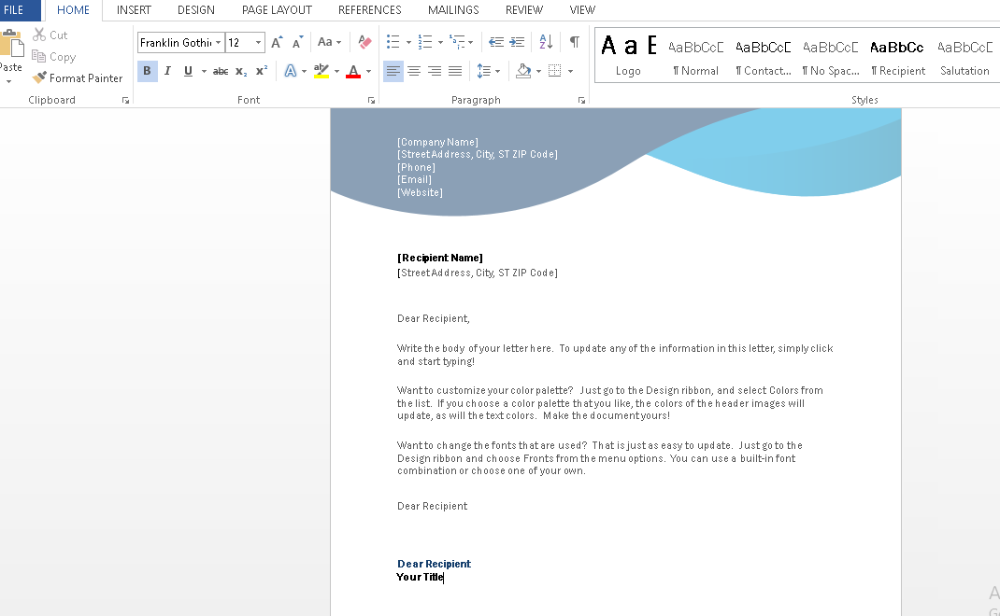 FILE HOME INSERT DESIGN PAGE LAYOUT REFERENCES MAILINGS REVIEW VIEW
Cut
Copy
Paste
Format Painter
Clipboard
Franklin Gothi 12 Aa
B I U abc x₂ x² A ab A
Font
A Z ¶
Paragraph
A a E AaBbCcD AaBbCcD AaBbCcD AaBbCc AaBbCcD
Logo ¶ Normal ¶ Contact... ¶ No Spac... ¶ Recipient Salutation
Styles
[Company Name]
[Street Address, City, ST ZIP Code]
[Phone]
[Email]
[Website]
[Recipient Name]
[Street Address, City, ST ZIP Code]
Dear Recipient,
Write the body of your letter here. To update any of the information in this letter, simply click
and start typing!
Want to customize your color palette? Just go to the Design ribbon, and select Colors from
the list. If you choose a color palette that you like, the colors of the header images will
update, as will the text colors. Make the document yours!
Want to change the fonts that are used? That is just as easy to update. Just go to the
Design ribbon and choose Fronts from the menu options. You can use a built-in font
combination or choose one of your own.
Dear Recipient
Dear Recipient
Your Title